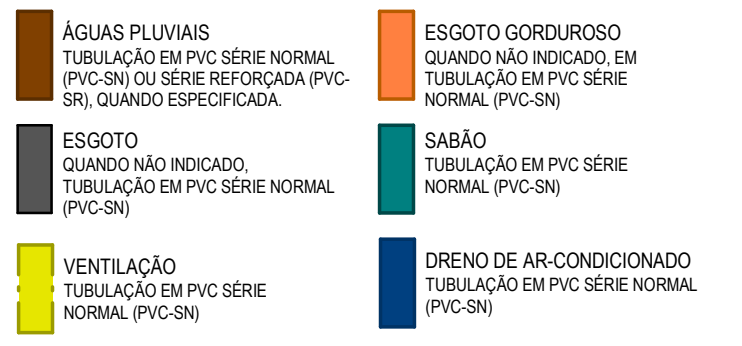 ÁGUAS PLUVIAIS
TUBULAÇÃO EM PVC SÉRIE NORMAL
(PVC-SN) OU SÉRIE REFORÇADA (PVC-
SR), QUANDO ESPECIFICADA.
ESGOTO GORDUROSO
QUANDO NÃO INDICADO, EM
TUBULAÇÃO EM PVC SÉRIE
NORMAL (PVC-SN)
ESGOTO
QUANDO NÃO INDICADO,
TUBULAÇÃO EM PVC SÉRIE NORMAL
(PVC-SN)
SABÃO
TUBULAÇÃO EM PVC SÉRIE
NORMAL (PVC-SN)
VENTILAÇÃO
TUBULAÇÃO EM PVC SÉRIE
NORMAL (PVC-SN)
DRENO DE AR-CONDICIONADO
TUBULAÇÃO EM PVC SÉRIE NORMAL
(PVC-SN)